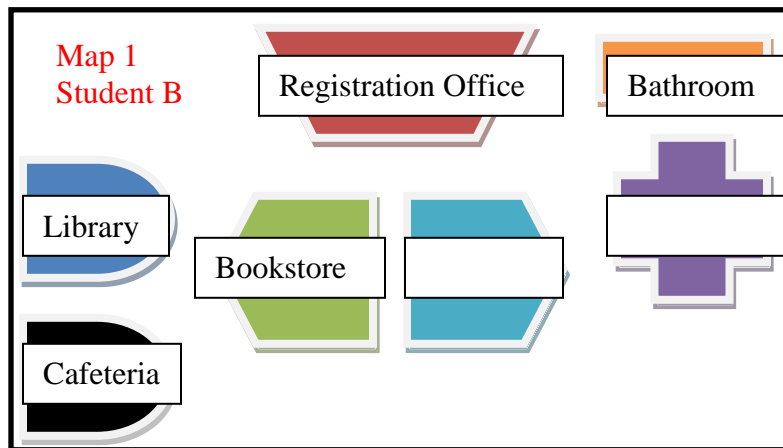 Map 1
Student B
Registration Office
Bathroom
Library
Bookstore
Cafeteria